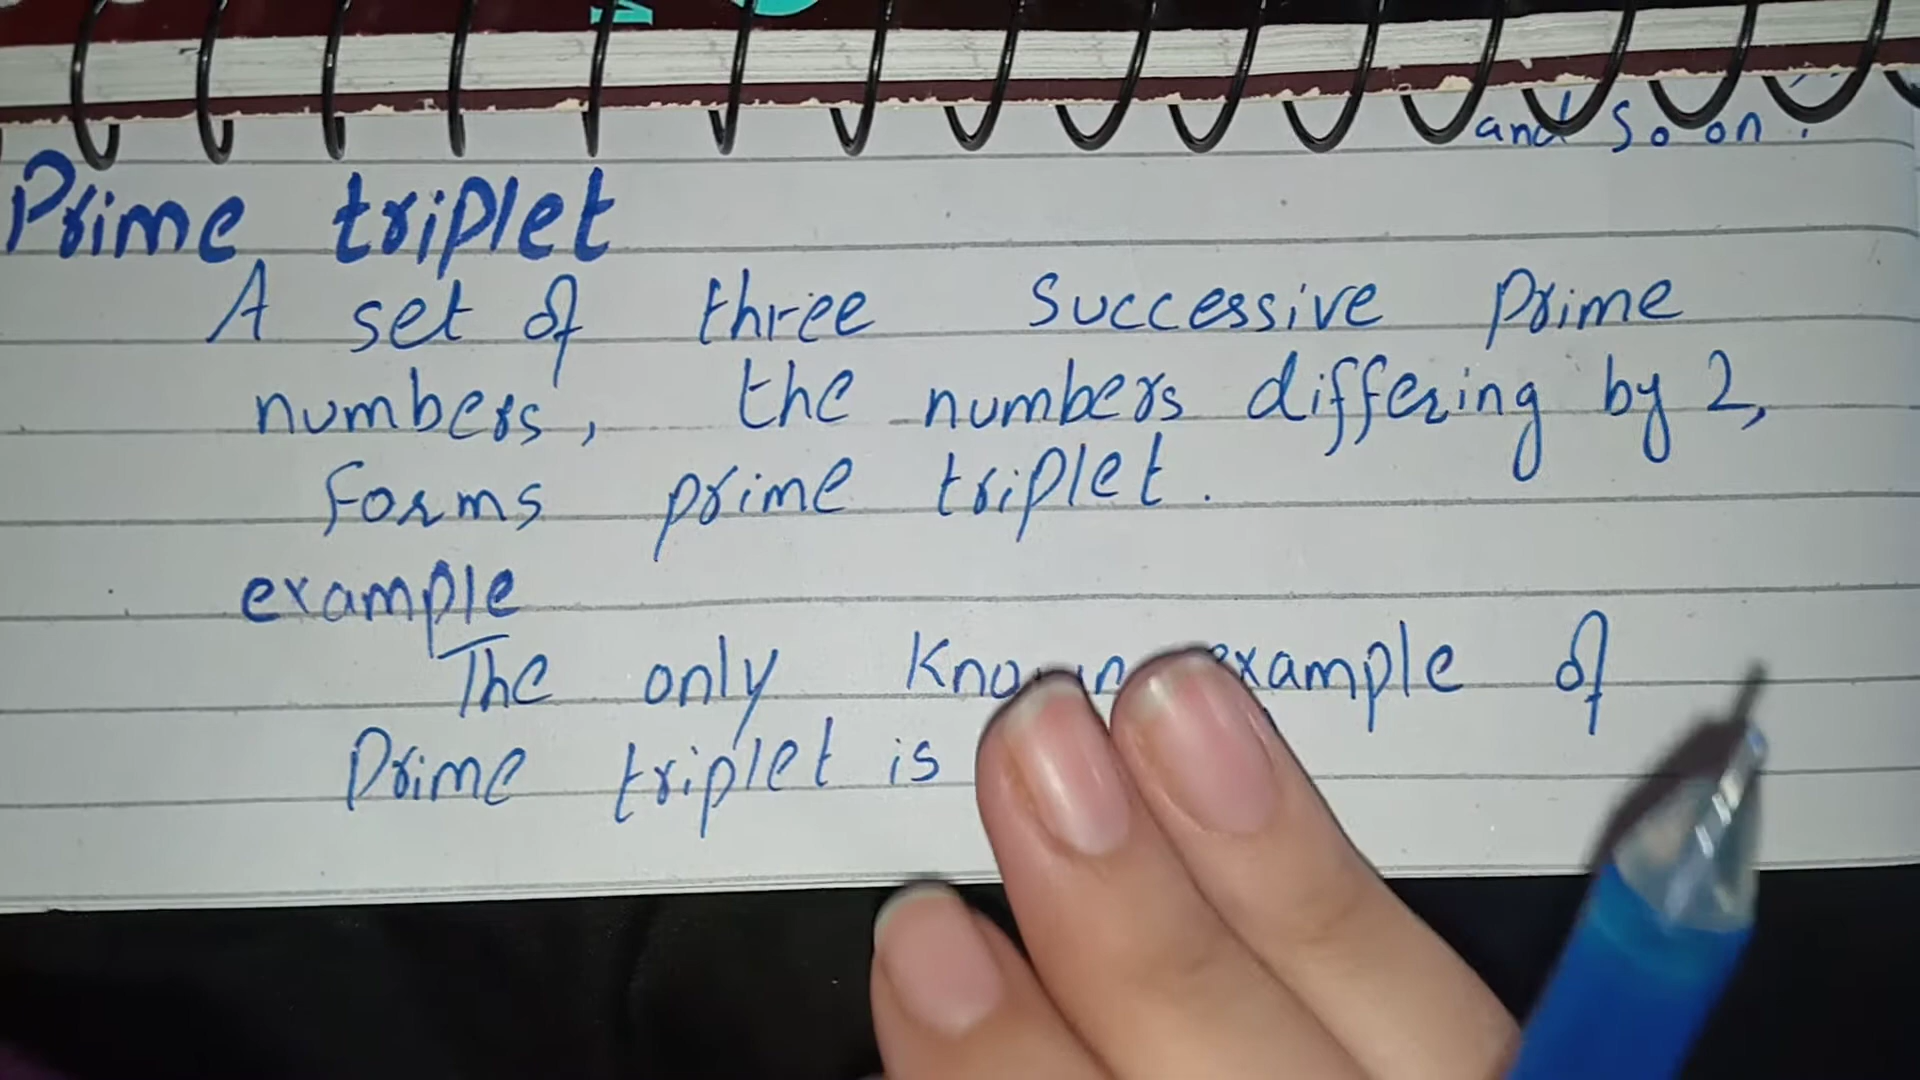 and so on.
Prime triplet
A set of three successive prime
numbers, the numbers differing by 2,
forms prime triplet.
example
The only known example of
Prime triplet is